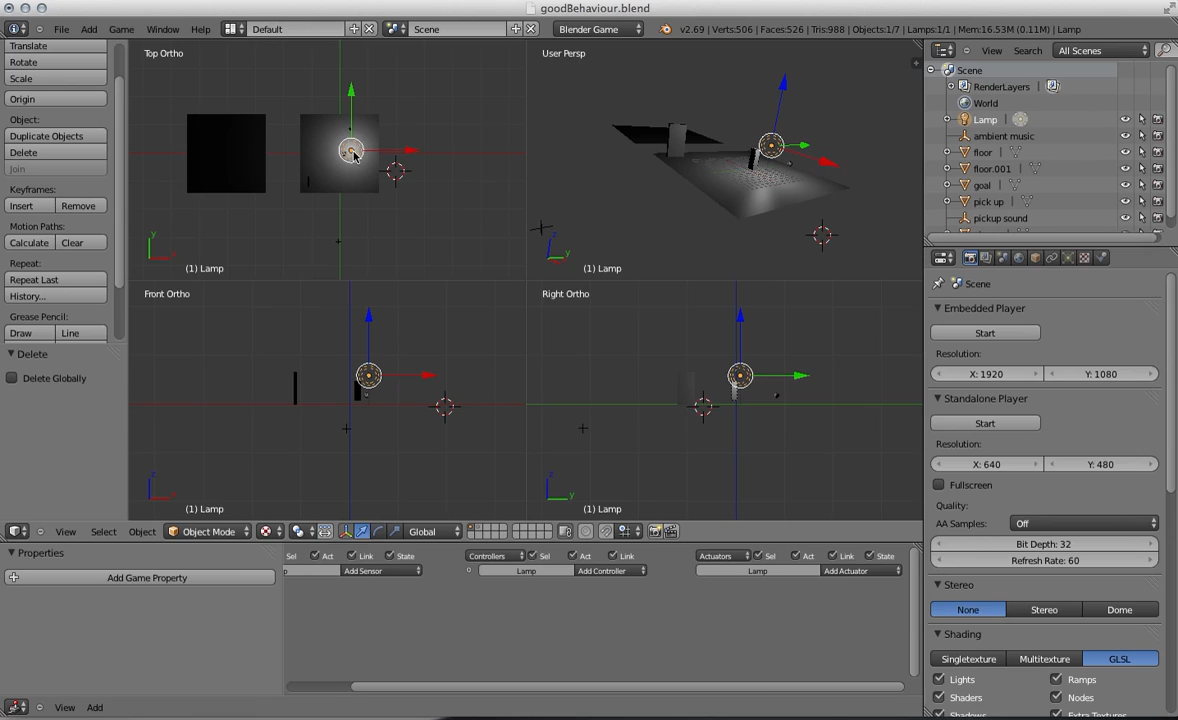 goodBehaviour.blend
File Add Game Window Help Default Scene Blender Game v2.69 | Verts:506 | Faces:526 | Tris:988 | Objects:1/7 | Lamps:1/1 | Mem:16.53M (0.11M) | Lamp
Translate
Rotate
Scale
Origin
Object:
Duplicate Objects
Delete
Join
Keyframes:
Insert Remove
Motion Paths:
Calculate Clear
Repeat:
Repeat Last
History...
Grease Pencil:
Draw Line
Delete
Delete Globally
Top Ortho
y
(1) Lamp
User Persp
z
y
(1) Lamp
Front Ortho
z
x
(1) Lamp
Right Ortho
z
y
(1) Lamp
View Select Object Object Mode Global
View Search All Scenes
Scene
RenderLayers
World
Lamp
ambient music
floor
floor.001
goal
pick up
pickup sound
Scene
Embedded Player
Start
Resolution:
X: 1920 Y: 1080
Standalone Player
Start
Resolution:
X: 640 Y: 480
Fullscreen
Quality:
AA Samples: Off
Bit Depth: 32
Refresh Rate: 60
Stereo
None Stereo Dome
Shading
Singletexture Multitexture GLSL
Lights Ramps
Shaders Nodes
Shadows Extra Textures
Properties
Add Game Property
Sel Act Link State Controllers Sel Act Link Actuators Sel Act Link State
p Add Sensor Lamp Add Controller Lamp Add Actuator
View Add